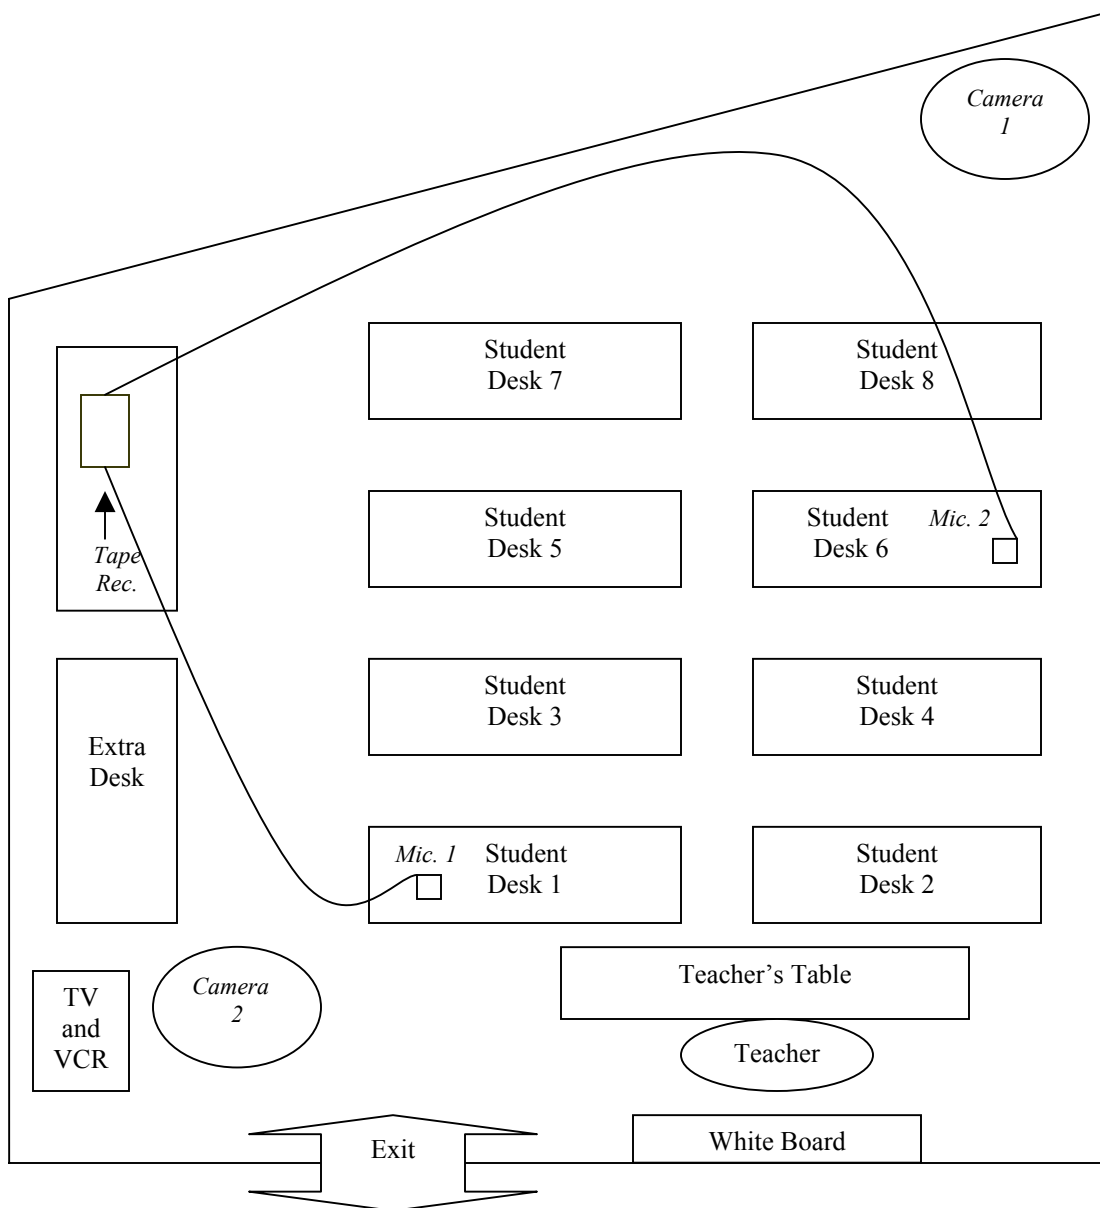 Camera
1
Student
Desk 7
Student
Desk 8
Tape
Rec.
Student
Desk 5
Student
Desk 6
Mic. 2
Extra
Desk
Student
Desk 3
Student
Desk 4
Mic. 1
Student
Desk 1
Student
Desk 2
TV
and
VCR
Camera
2
Teacher’s Table
Teacher
Exit
White Board